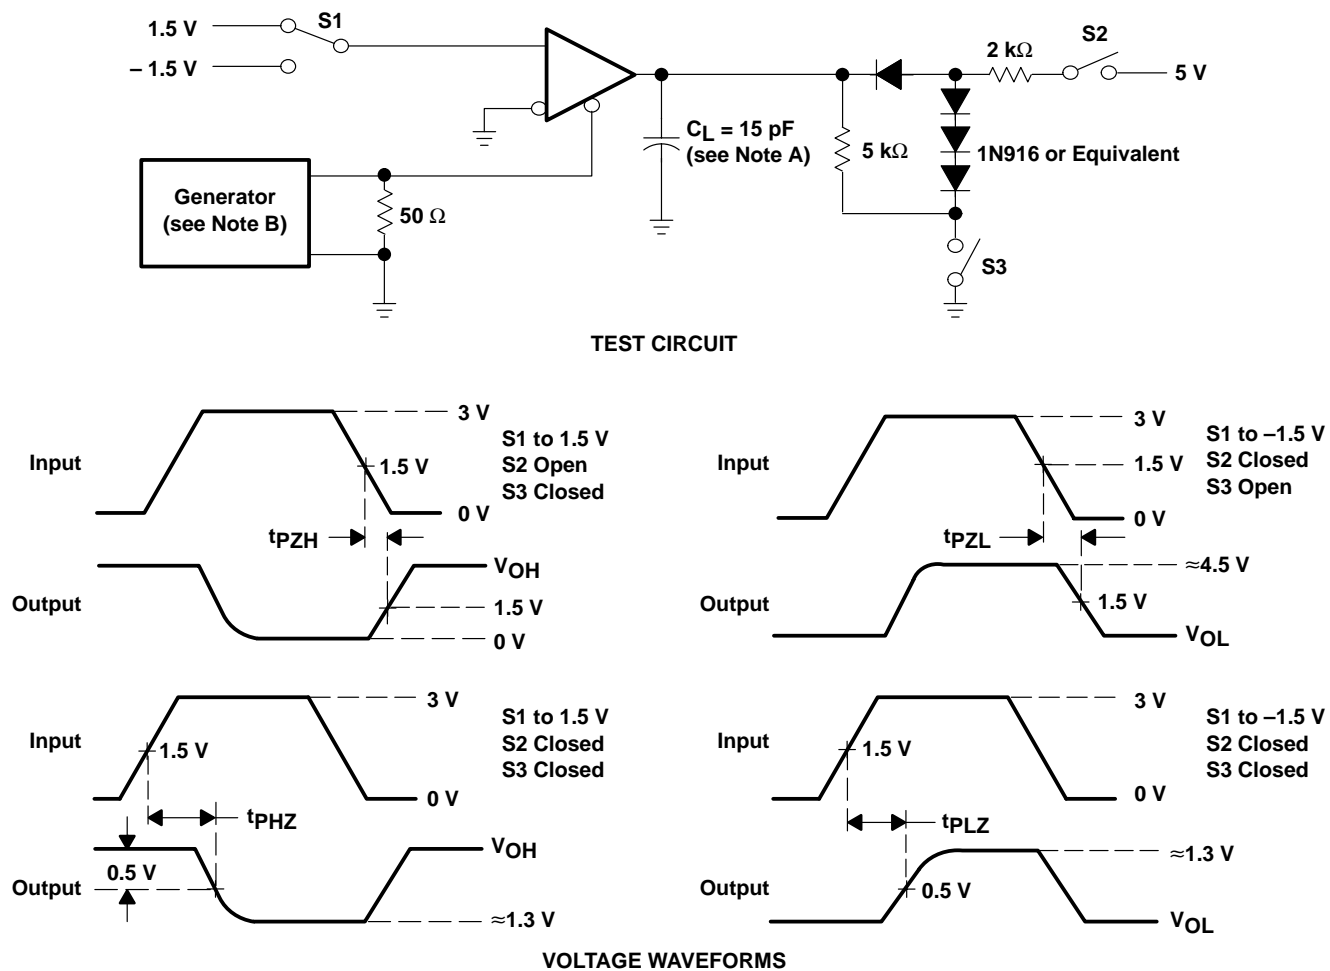 1.5 V
S1
– 1.5 V
2 kΩ
S2
5 V
CL = 15 pF
(see Note A)
5 kΩ
1N916 or Equivalent
Generator
(see Note B)
50 Ω
S3
TEST CIRCUIT
Input
3 V
1.5 V
0 V
S1 to 1.5 V
S2 Open
S3 Closed
tPZH
Output
VOH
1.5 V
0 V
Input
3 V
1.5 V
0 V
S1 to –1.5 V
S2 Closed
S3 Open
tPZL
Output
≈4.5 V
1.5 V
VOL
Input
3 V
1.5 V
0 V
S1 to 1.5 V
S2 Closed
S3 Closed
tPHZ
Output
0.5 V
VOH
≈1.3 V
Input
3 V
1.5 V
0 V
S1 to –1.5 V
S2 Closed
S3 Closed
tPLZ
Output
≈1.3 V
0.5 V
VOL
VOLTAGE WAVEFORMS